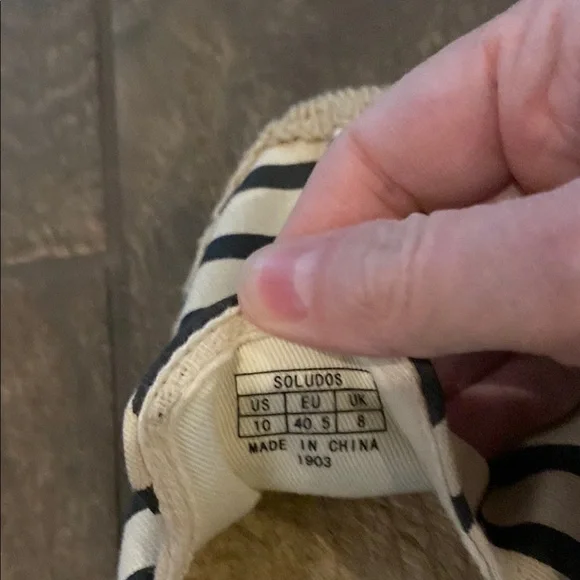 SOLUDOS
US EU UK
10 40 5 8
MADE IN CHINA
1903